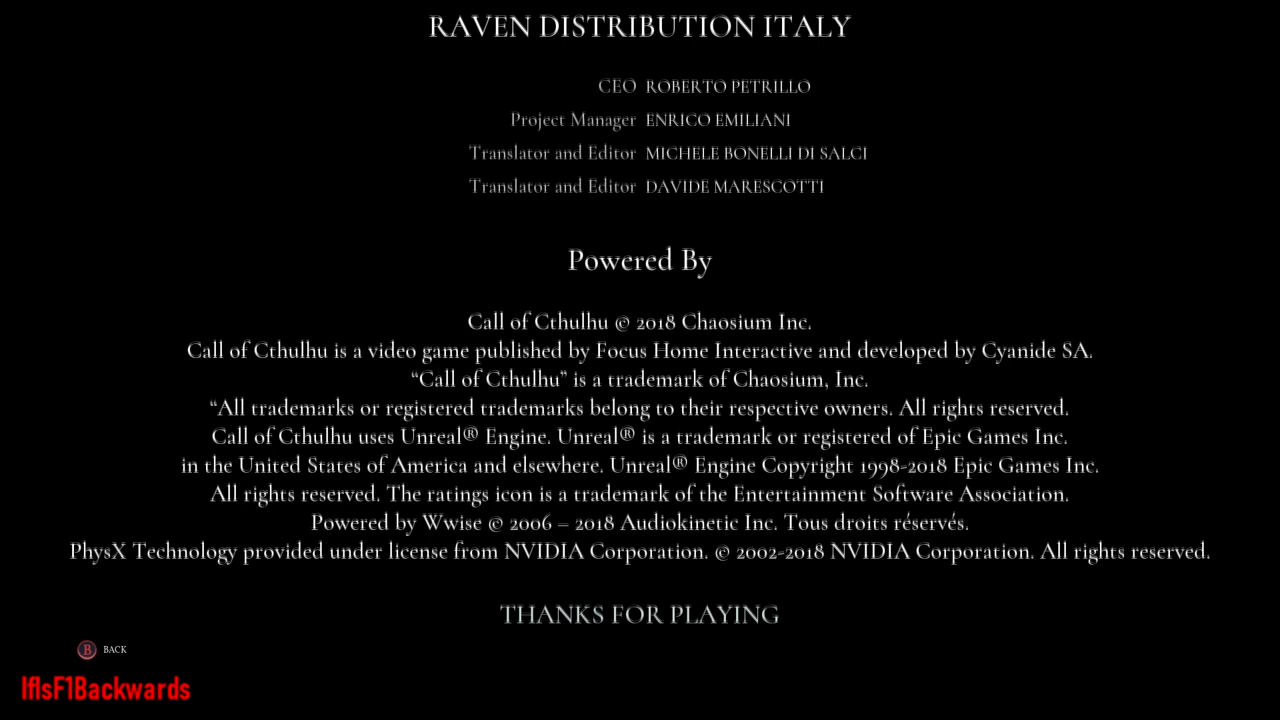 RAVEN DISTRIBUTION ITALY
CEO ROBERTO PETRILLO
Project Manager ENRICO EMILIANI
Translator and Editor MICHELE BONELLI DI SALCI
Translator and Editor DAVIDE MARESCOTTI
Powered By
Call of Cthulhu © 2018 Chaosium Inc.
Call of Cthulhu is a video game published by Focus Home Interactive and developed by Cyanide SA.
“Call of Cthulhu” is a trademark of Chaosium, Inc.
“All trademarks or registered trademarks belong to their respective owners. All rights reserved.
Call of Cthulhu uses Unreal® Engine. Unreal® is a trademark or registered of Epic Games Inc.
in the United States of America and elsewhere. Unreal® Engine Copyright 1998-2018 Epic Games Inc.
All rights reserved. The ratings icon is a trademark of the Entertainment Software Association.
Powered by Wwise © 2006 – 2018 Audiokinetic Inc. Tous droits réservés.
PhysX Technology provided under license from NVIDIA Corporation. © 2002-2018 NVIDIA Corporation. All rights reserved.
THANKS FOR PLAYING
B BACK
IfIsF1Backwards